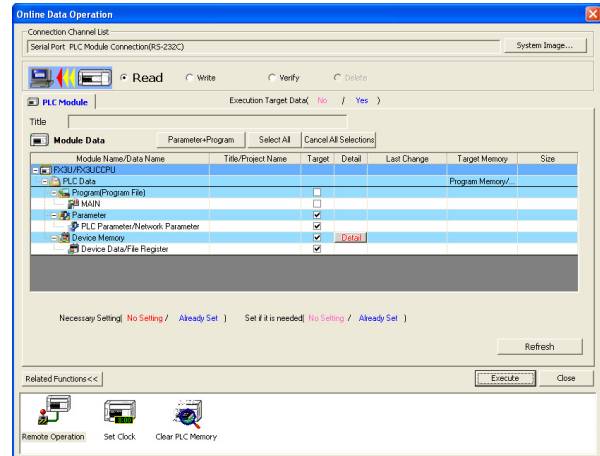 Online Data Operation
Connection Channel List
Serial Port PLC Module Connection(RS-232C)
System Image...
Read Write Verify Delete
PLC Module
Execution Target Data( No / Yes )
Title
Module Data Parameter+Program Select All Cancel All Selections
Module Name/Data Name Title/Project Name Target Detail Last Change Target Memory Size
FX3U/FX3UCCPU
PLC Data Program Memory/...
Program(Program File)
MAIN
Parameter
PLC Parameter/Network Parameter
Device Memory Detail
Device Data/File Register
Necessary Setting( No Setting / Already Set ) Set if it is needed( No Setting / Already Set )
Refresh
Related Functions<< Execute Close
Remote Operation Set Clock Clear PLC Memory